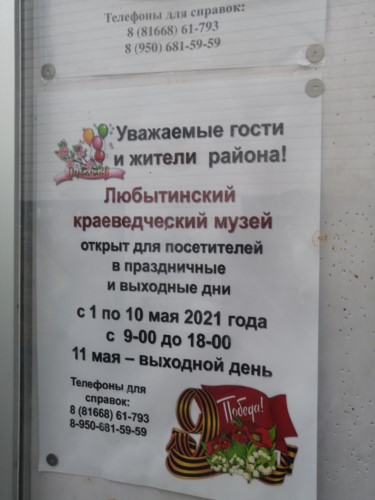 Телефоны для справок:
8 (81668) 61-793
8 (950) 681-59-59
Уважаемые гости
и жители района!
Любытинский
краеведческий музей
открыт для посетителей
в праздничные
и выходные дни
с 1 по 10 мая 2021 года
с 9-00 до 18-00
11 мая – выходной день
Телефоны для
справок:
8 (81668) 61-793
8-950-681-59-59
Победа!